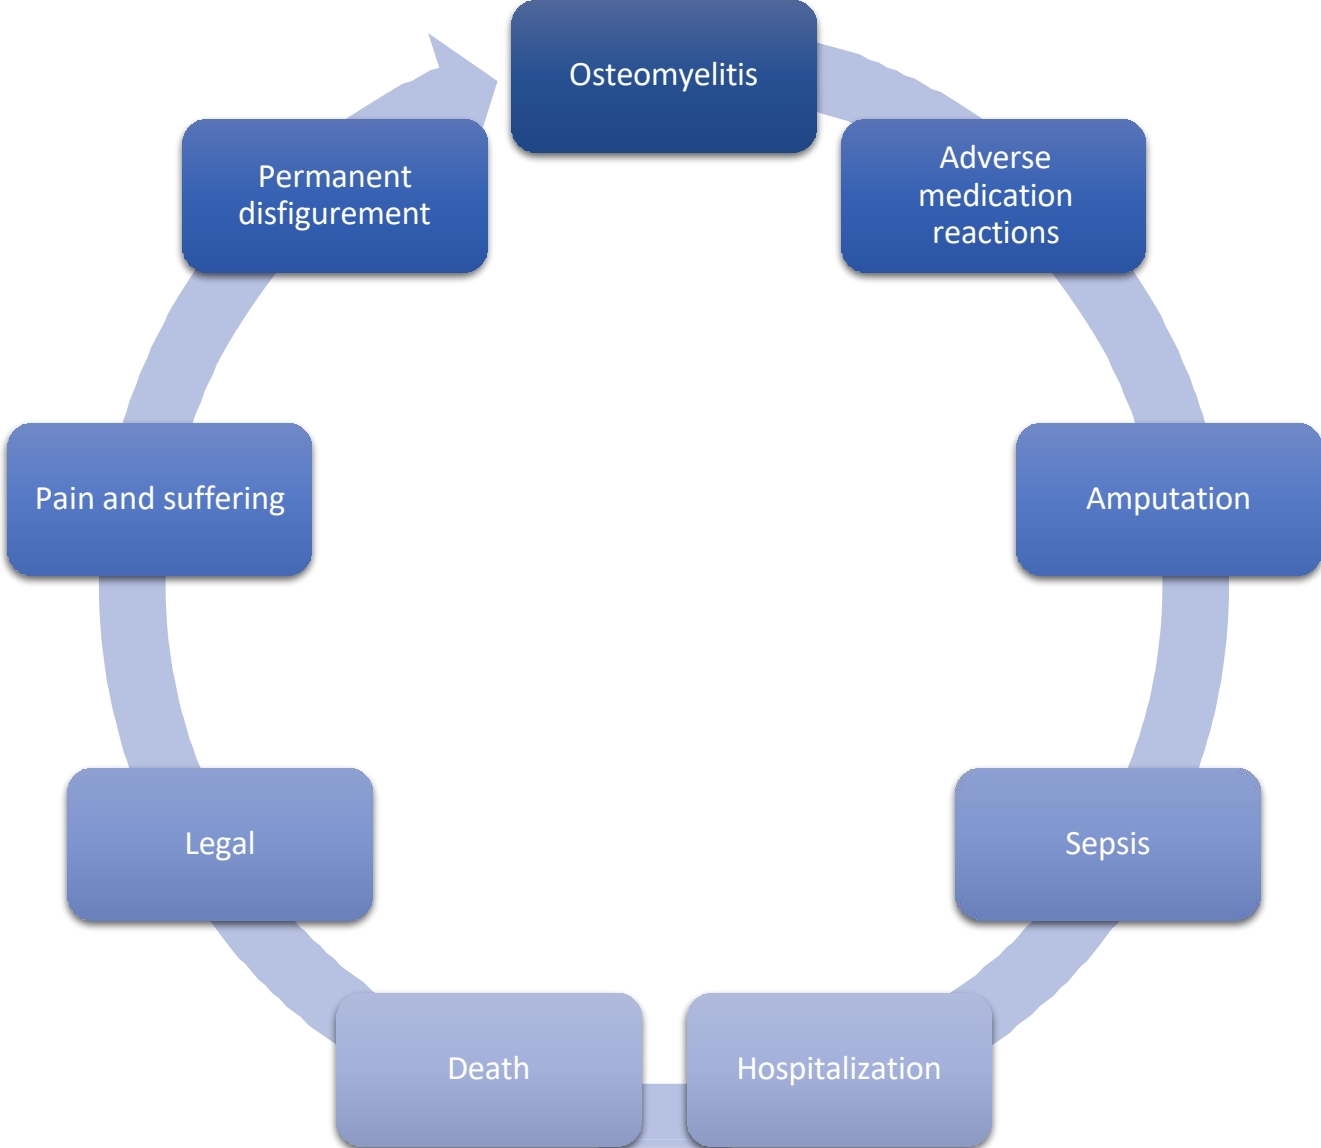 Osteomyelitis
Adverse
medication
reactions
Amputation
Sepsis
Hospitalization
Death
Legal
Pain and suffering
Permanent
disfigurement